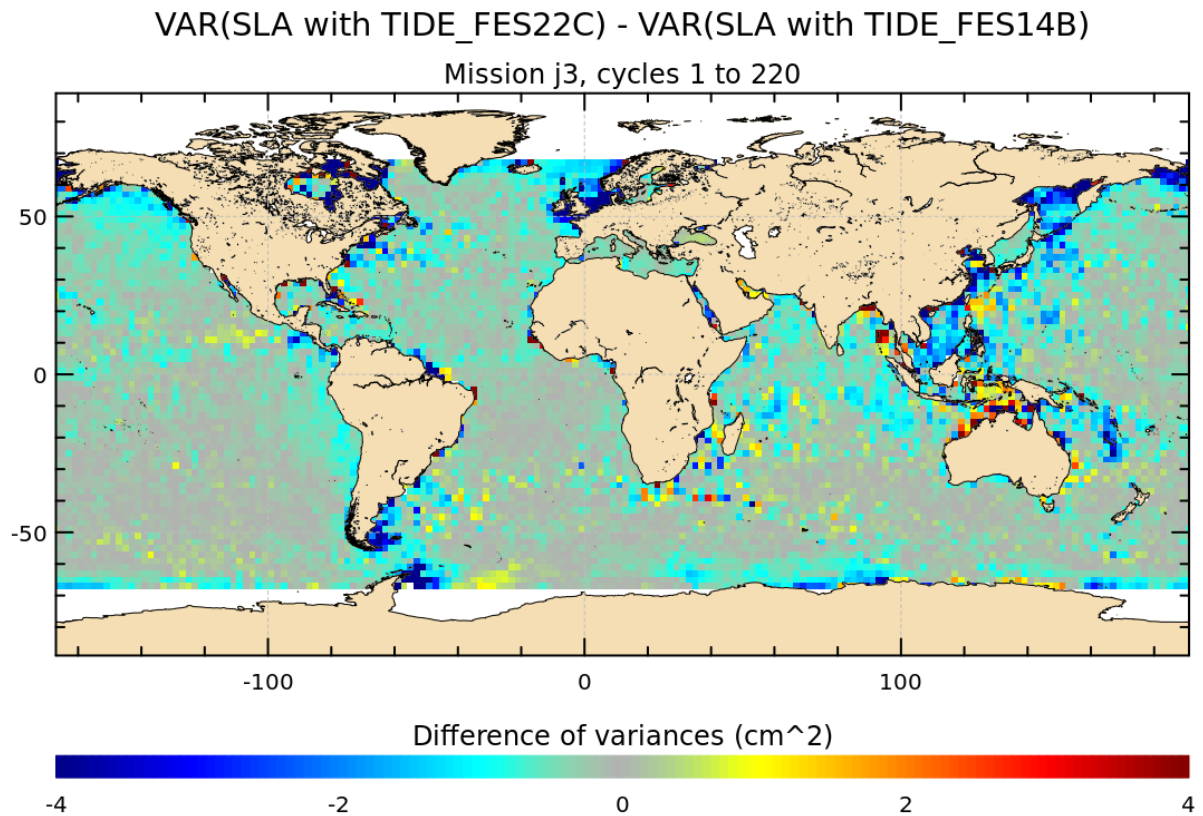 VAR(SLA with TIDE_FES22C) - VAR(SLA with TIDE_FES14B)
Mission j3, cycles 1 to 220
50
0
-50
-100 0 100
Difference of variances (cm^2)
-4 -2 0 2 4